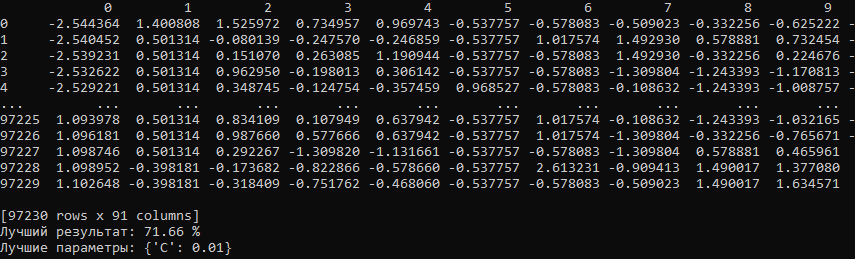 0 1 2 3 4 5 6 7 8 9
0 -2.544364 1.400808 1.525972 0.734957 0.969743 -0.537757 -0.578083 -0.509023 -0.332256 -0.625222 -
1 -2.540452 0.501314 -0.080139 -0.247570 -0.246859 -0.537757 1.017574 1.492930 0.578881 0.732454 -
2 -2.539231 0.501314 0.151070 0.263085 1.190944 -0.537757 -0.578083 1.492930 -0.332256 0.224676 -
3 -2.532622 0.501314 0.962950 -0.198013 0.306142 -0.537757 -0.578083 -1.309804 -1.243393 -1.170813 -
4 -2.529221 0.501314 0.348745 -0.124754 -0.357459 0.968527 -0.578083 -0.108632 -1.243393 -1.008757 -
... ... ... ... ... ... ... ... ... ... ...
97225 1.093978 0.501314 0.834109 0.107949 0.637942 -0.537757 1.017574 -0.108632 -1.243393 -1.032165 -
97226 1.096181 0.501314 0.987660 0.577666 0.637942 -0.537757 1.017574 -1.309804 -0.332256 -0.765671 -
97227 1.098746 0.501314 0.292267 -1.309820 -1.131661 -0.537757 -0.578083 -1.309804 0.578881 0.465961
97228 1.098952 -0.398181 -0.173682 -0.822866 -0.578660 -0.537757 2.613231 -0.909413 1.490017 1.377080
97229 1.102648 -0.398181 -0.318409 -0.751762 -0.468060 -0.537757 -0.578083 -0.509023 1.490017 1.634571
[97230 rows x 91 columns]
Лучший результат: 71.66 %
Лучшие параметры: {'C': 0.01}